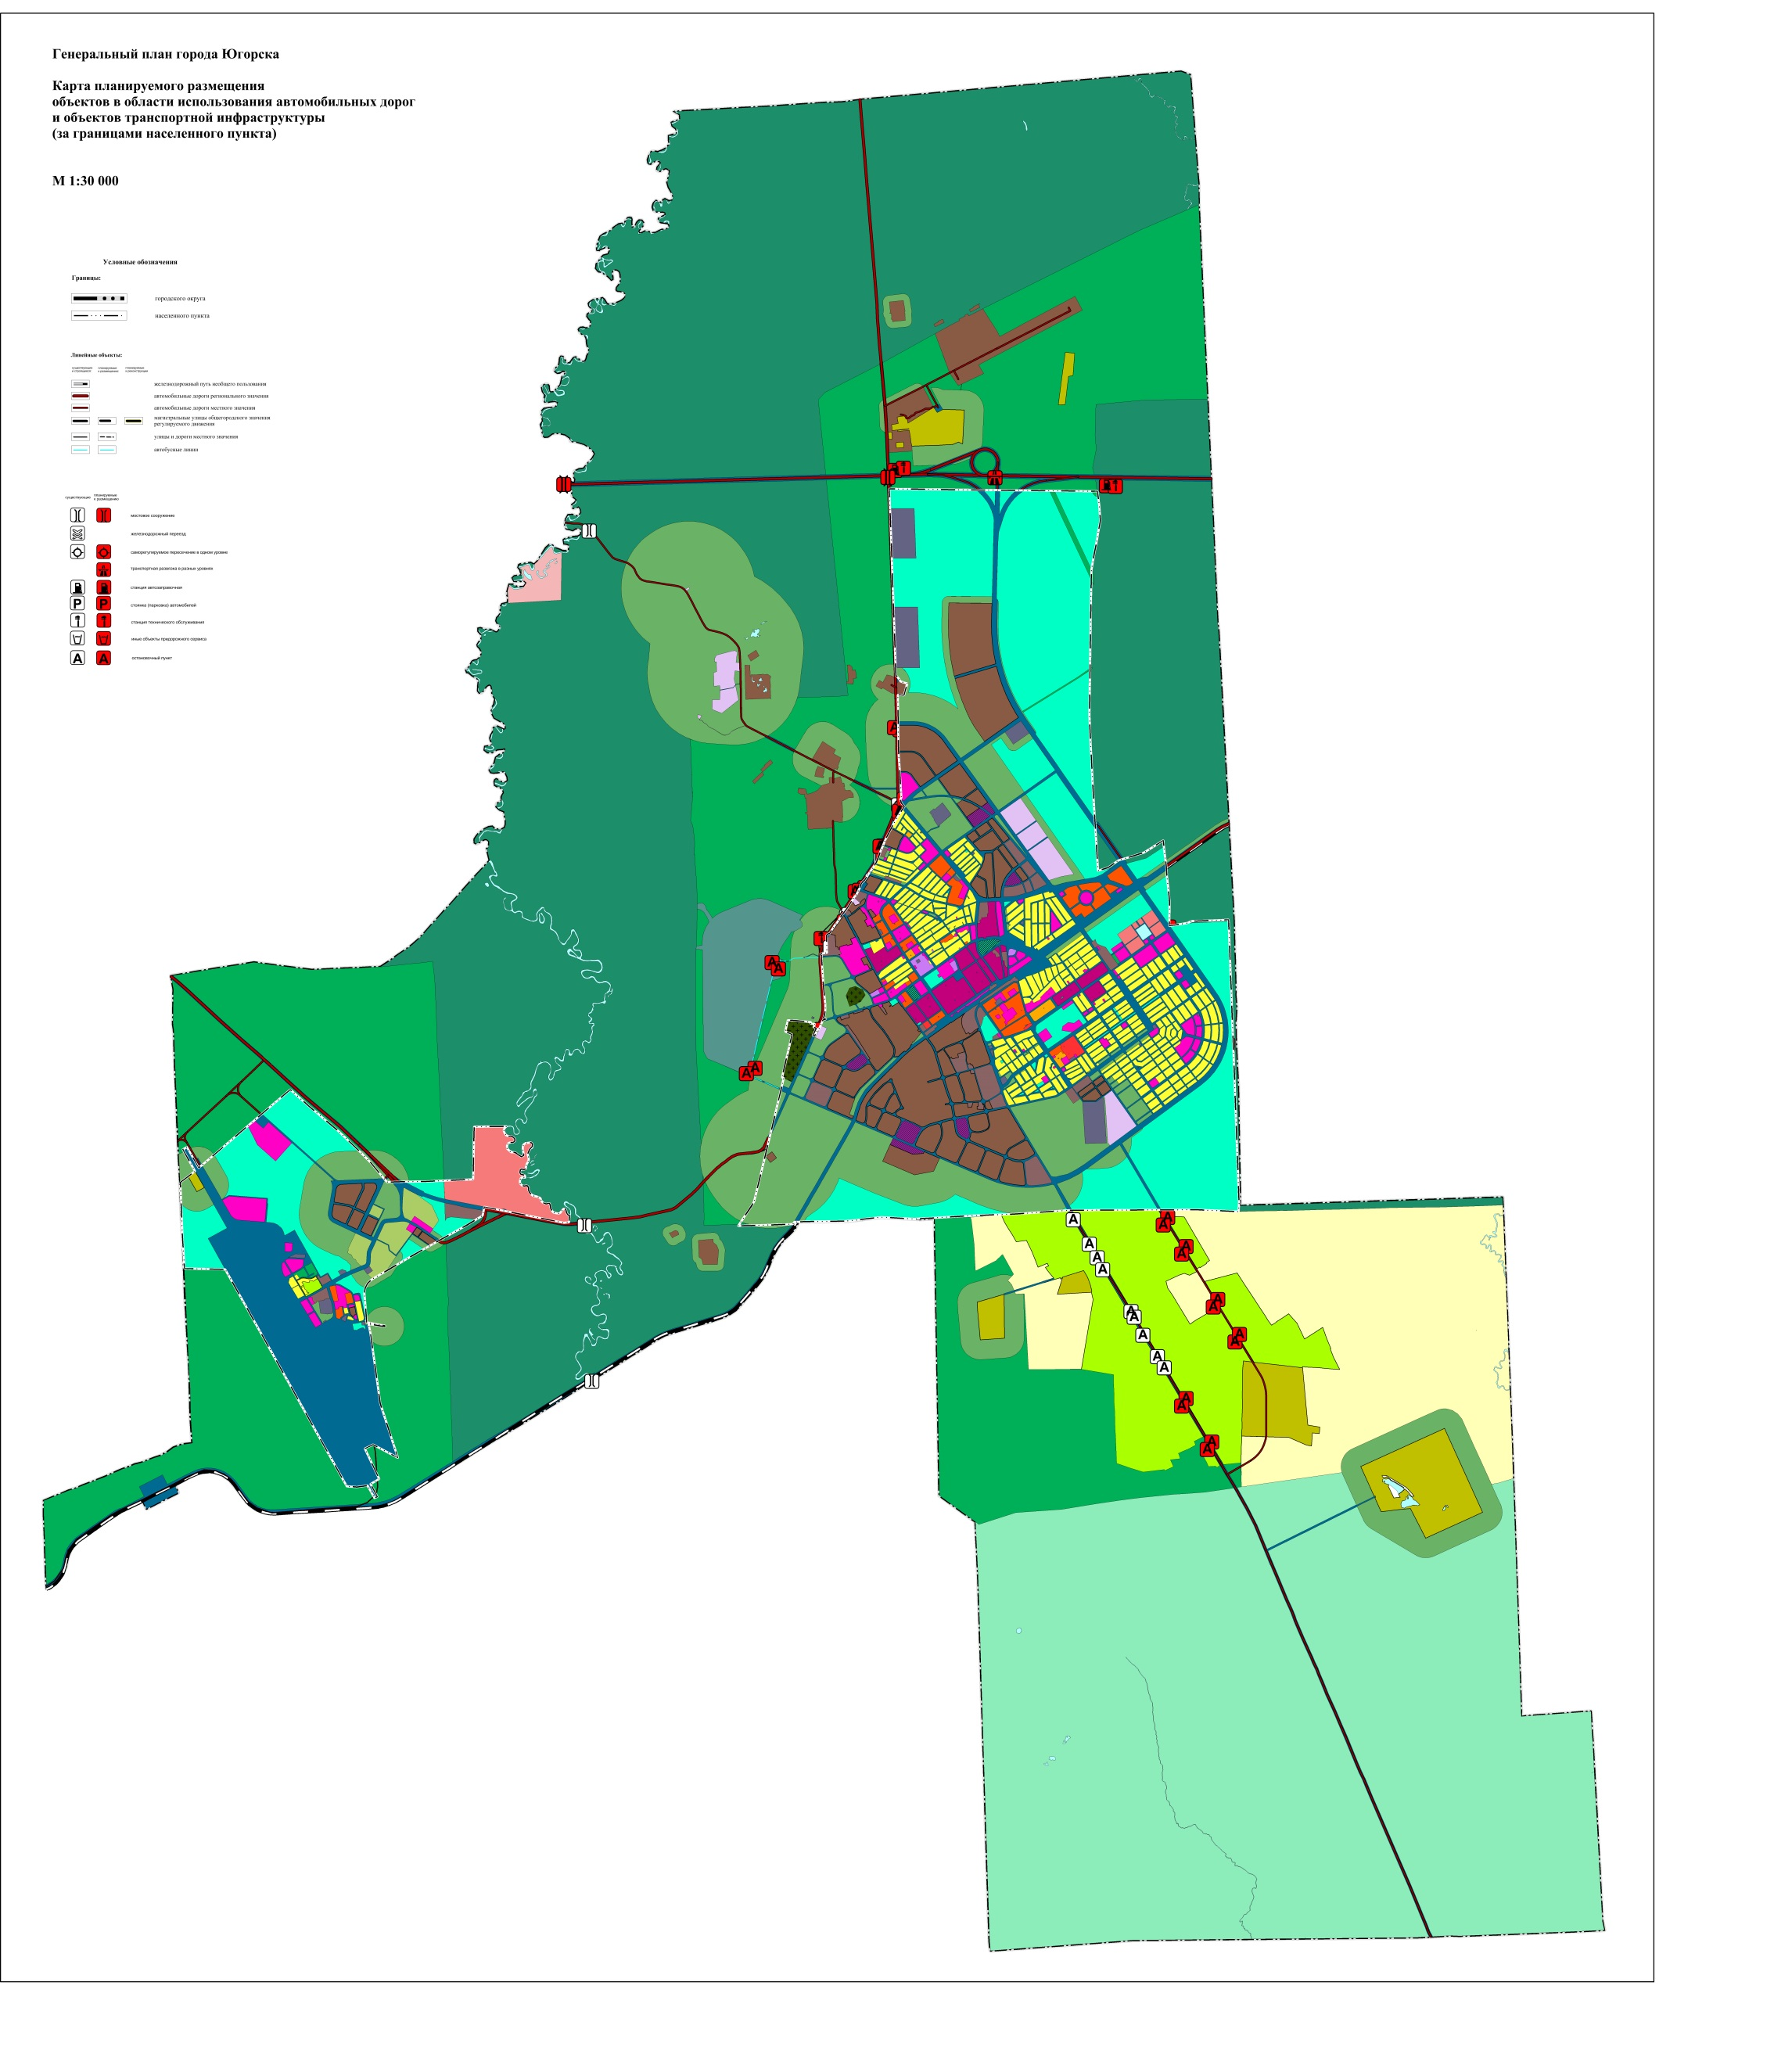 Генеральный план города Югорска
Карта планируемого размещения
объектов в области использования автомобильных дорог
и объектов транспортной инфраструктуры
(за границами населенного пункта)
М 1:30 000
Условные обозначения
Границы:
городского округа
населенного пункта
Линейные объекты:
железнодорожный путь необщего пользования
автомобильные дороги регионального значения
автомобильные дороги местного значения
магистральные улицы общегородского значения
регулируемого движения
улицы и дороги местного значения
автобусные линии
мостовое сооружение
железнодорожный переезд
саморегулируемое пересечение в одном уровне
транспортная развязка в разных уровнях
станция автозаправочная
P P стоянка (парковка) автомобилей
станция технического обслуживания
иные объекты придорожного сервиса
A A остановочный пункт